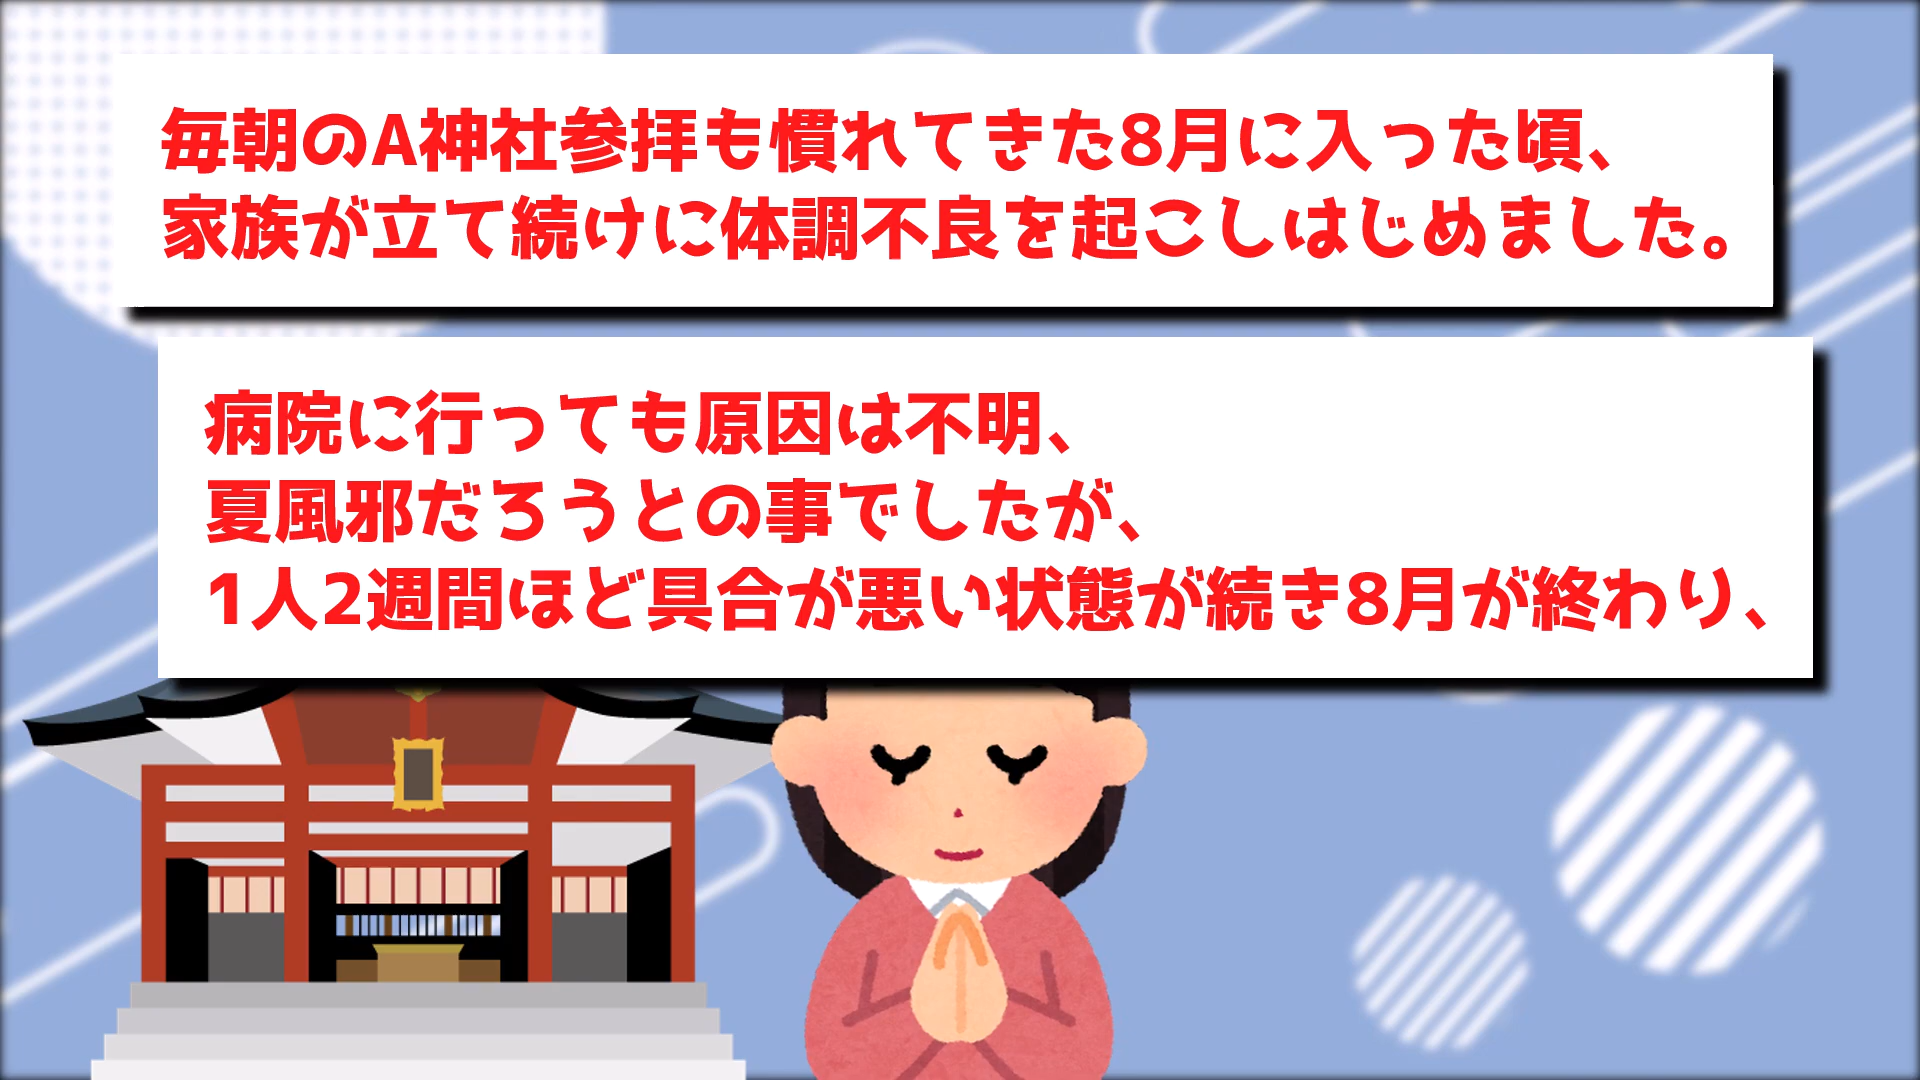 毎朝のA神社参拝も慣れてきた8月に入った頃、
家族が立て続けに体調不良を起こしはじめました。
病院に行っても原因は不明、
夏風邪だろうとの事でしたが、
1人2週間ほど具合が悪い状態が続き8月が終わり、